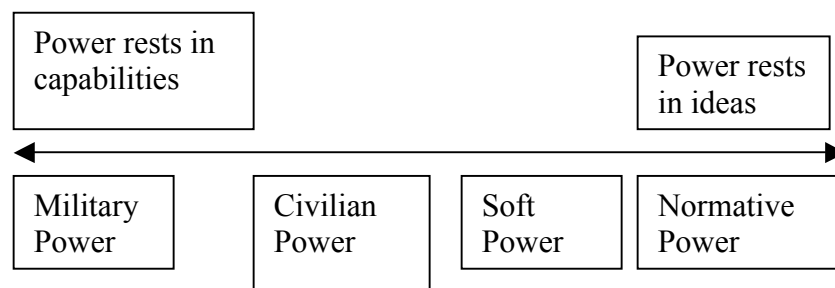 Power rests in
capabilities
Power rests
in ideas
Military
Power
Civilian
Power
Soft
Power
Normative
Power